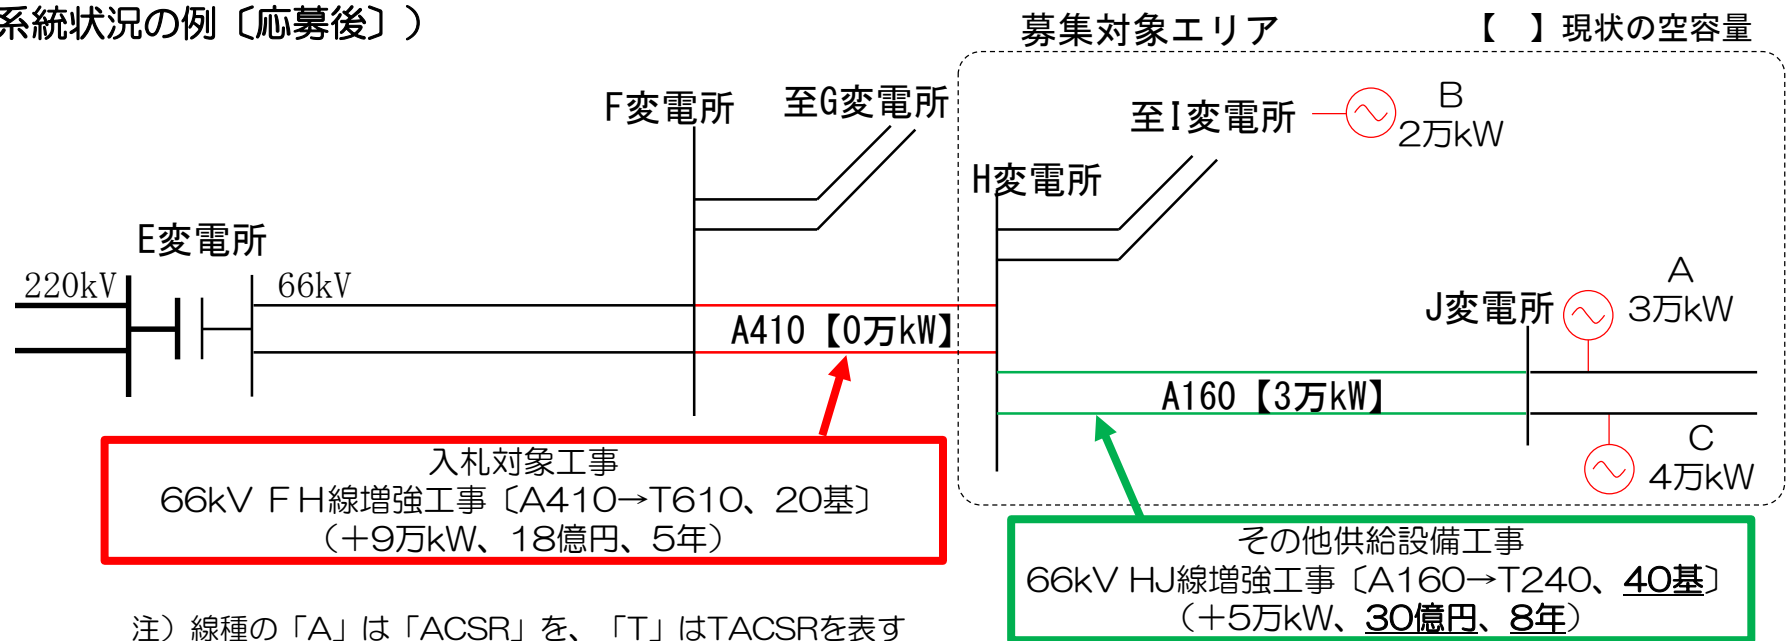 系統状況の例〔応募後〕）
募集対象エリア
【　】現状の空容量
F変電所
至G変電所
至I変電所
B
2万kW
H変電所
E変電所
220kV
66kV
A410【0万kW】
J変電所
A
3万kW
A160【3万kW】
C
4万kW
入札対象工事
66kV ＦＨ線増強工事〔A410→T610、20基〕
（＋9万kW、18億円、5年）
その他供給設備工事
66kV HJ線増強工事〔A160→T240、40基〕
（＋5万kW、30億円、8年）
注）線種の「A」は「ACSR」を、「T」はTACSRを表す